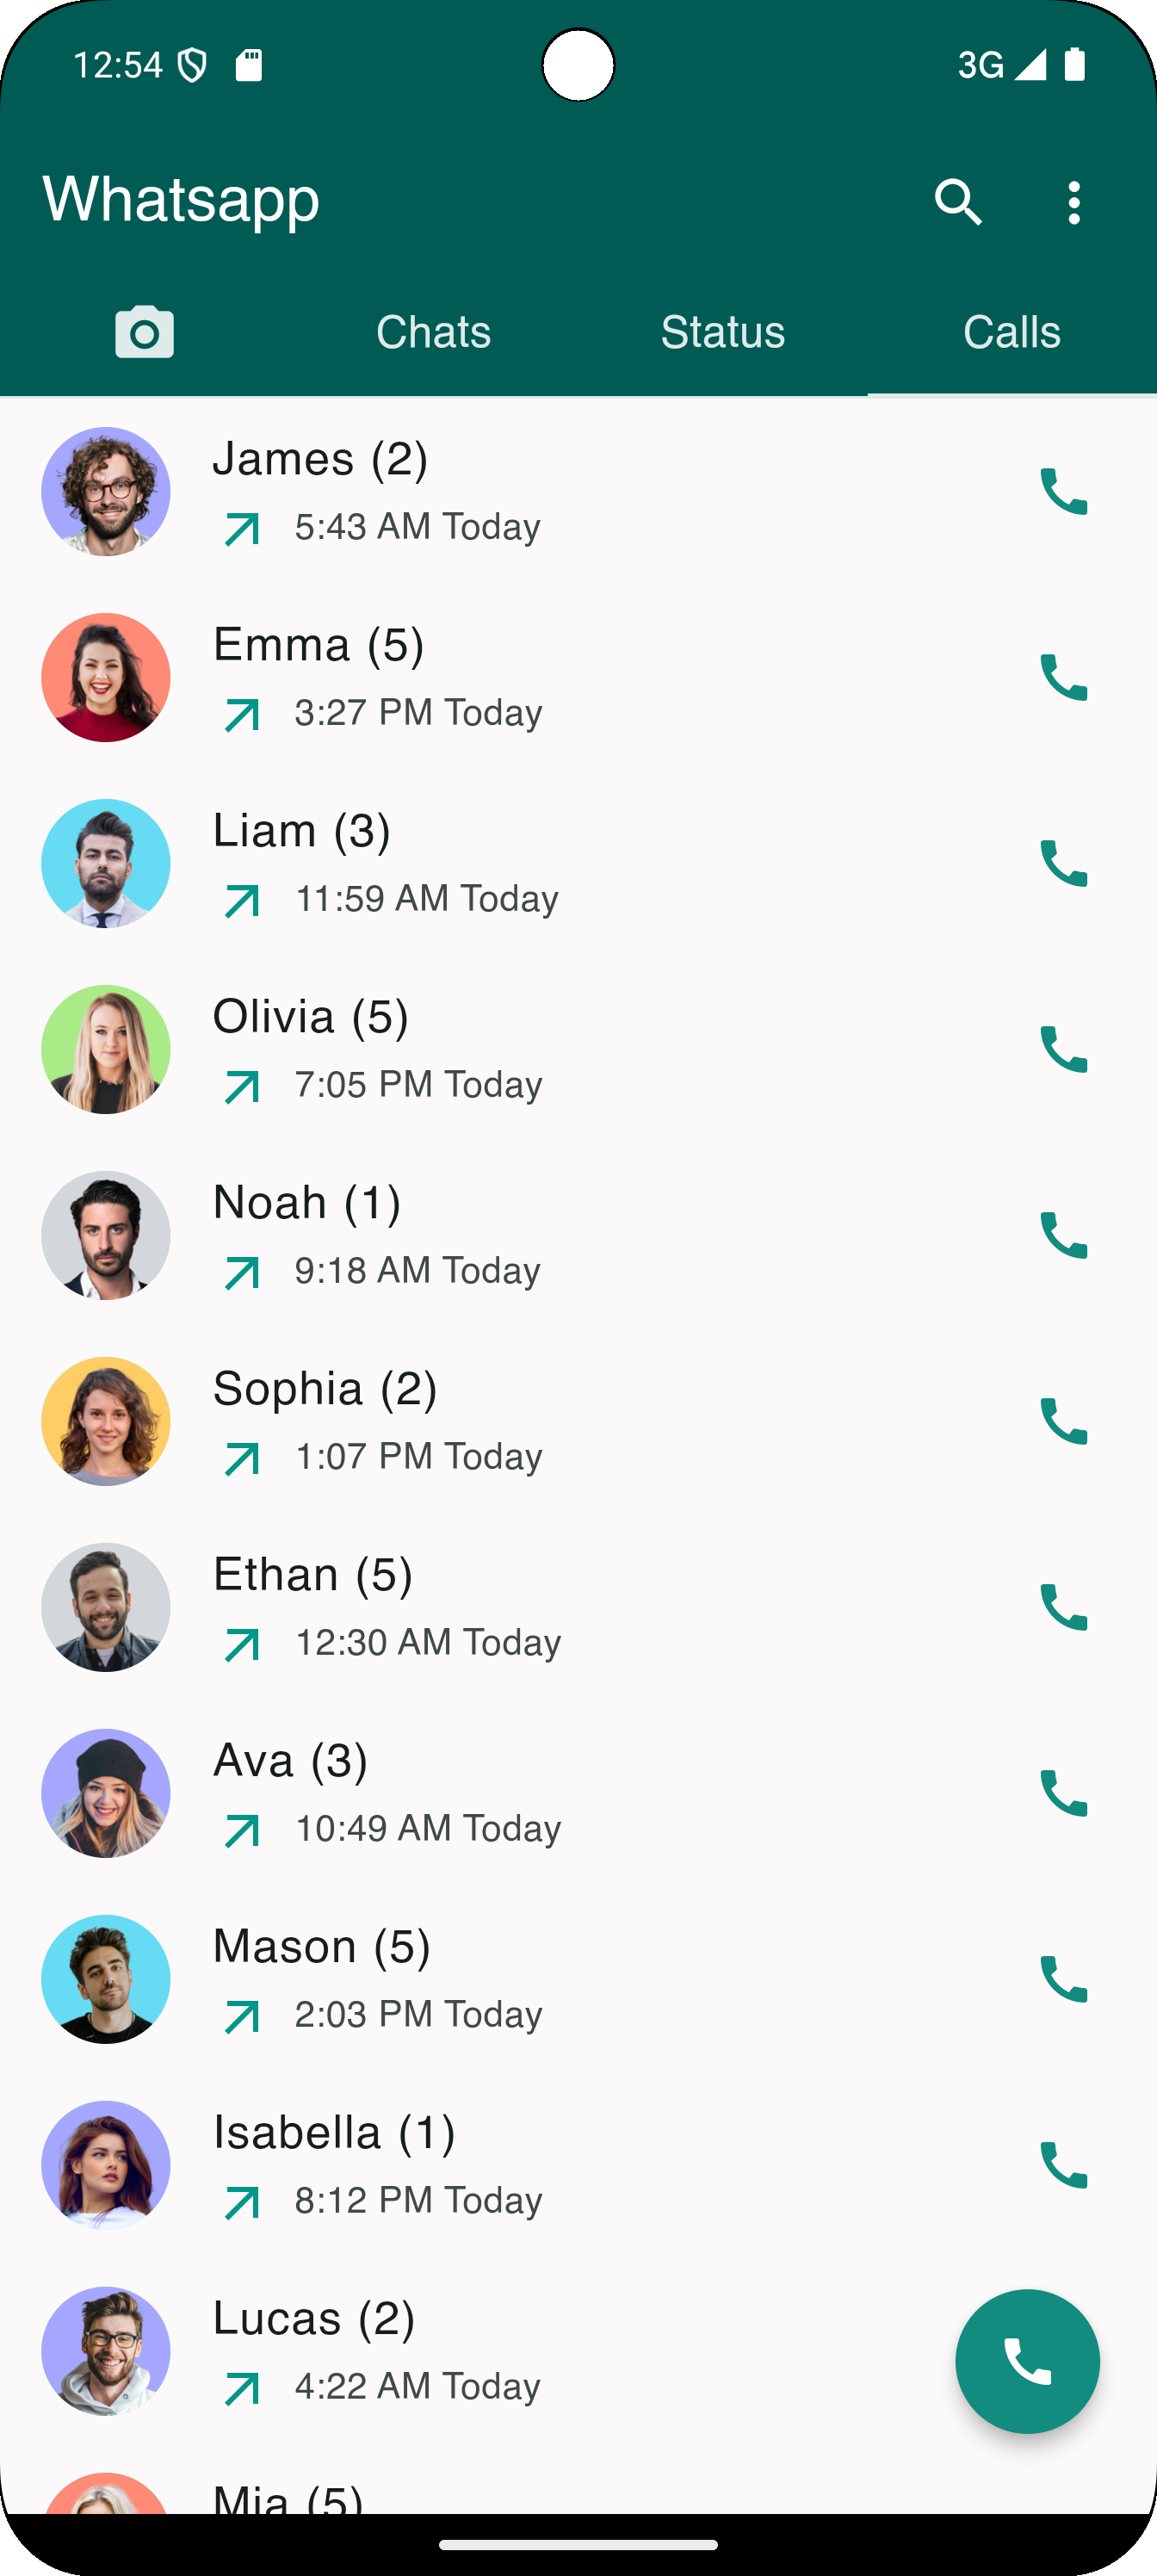 12:54 3G
Whatsapp
Chats Status Calls
James (2)
5:43 AM Today
Emma (5)
3:27 PM Today
Liam (3)
11:59 AM Today
Olivia (5)
7:05 PM Today
Noah (1)
9:18 AM Today
Sophia (2)
1:07 PM Today
Ethan (5)
12:30 AM Today
Ava (3)
10:49 AM Today
Mason (5)
2:03 PM Today
Isabella (1)
8:12 PM Today
Lucas (2)
4:22 AM Today
Mia (5)